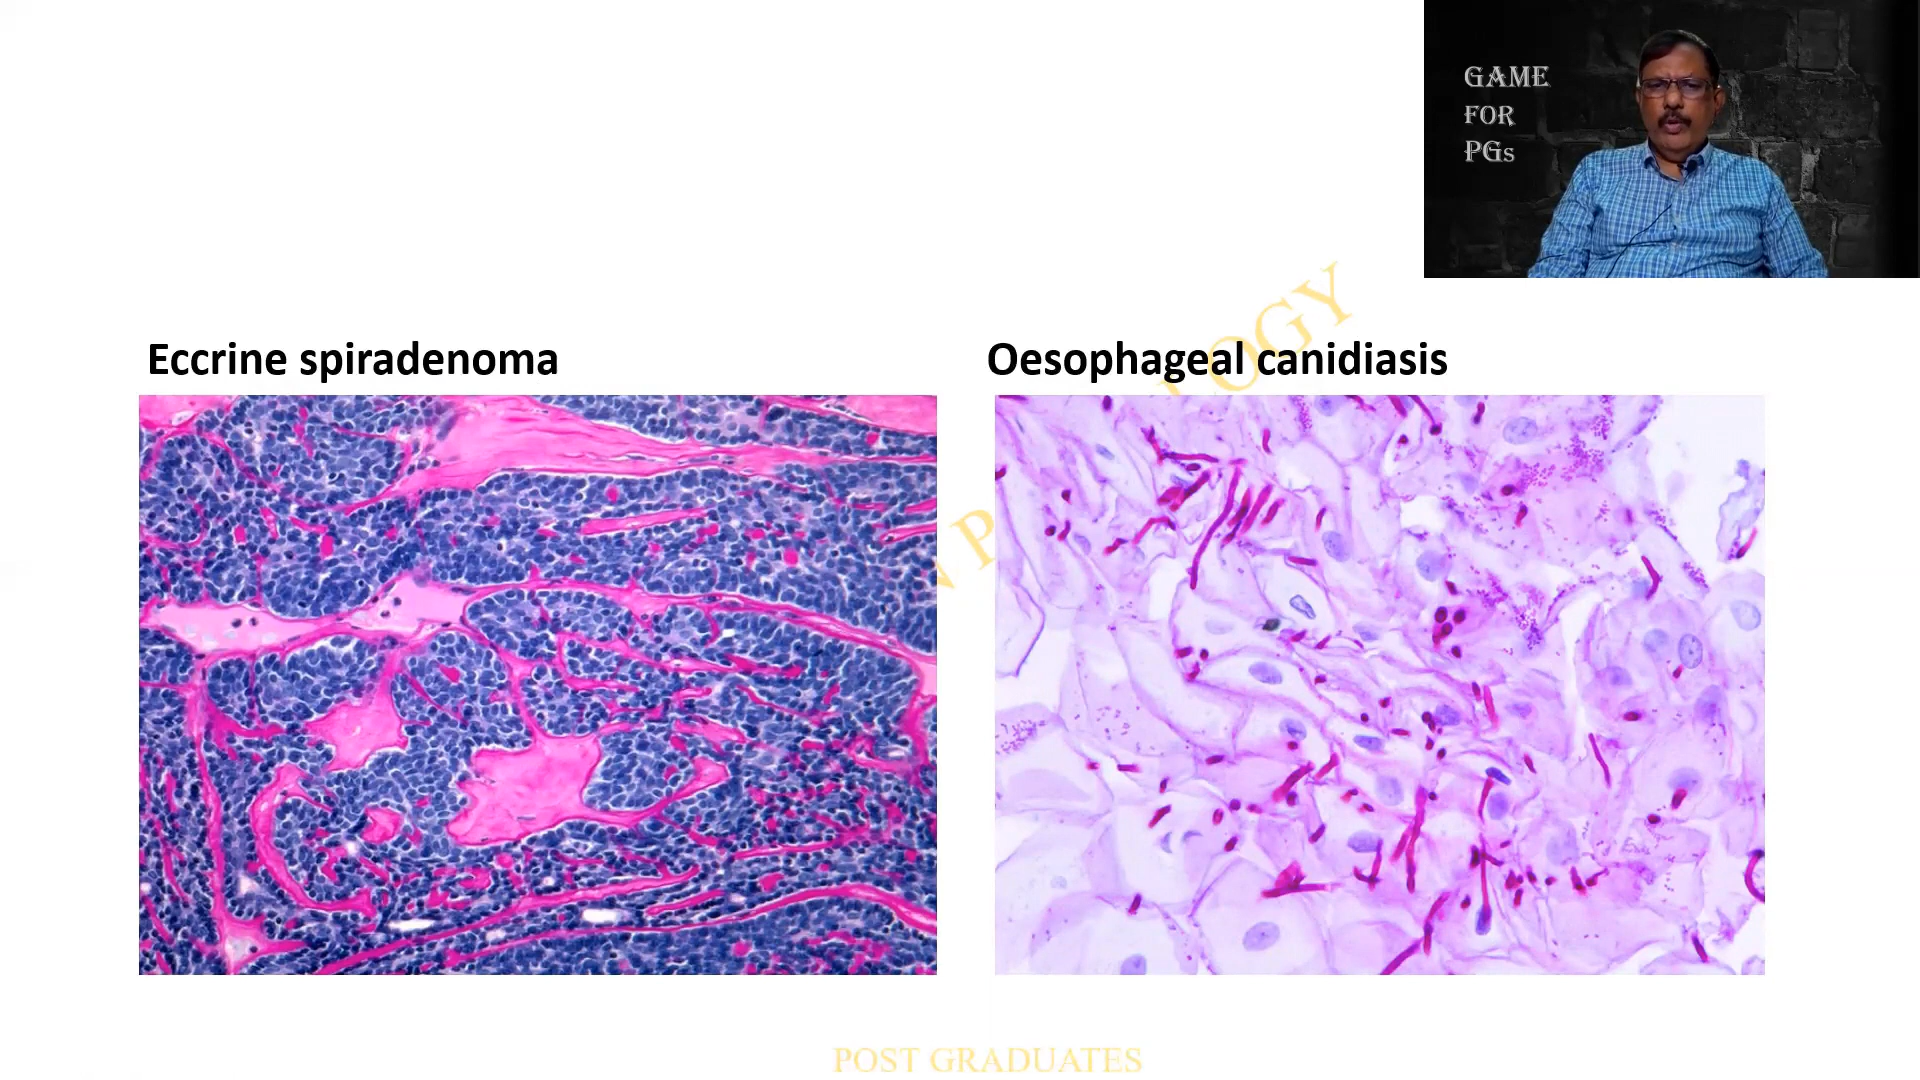 GAME
FOR
PGs
Eccrine spiradenoma
Oesophageal canidiasis
POST GRADUATES